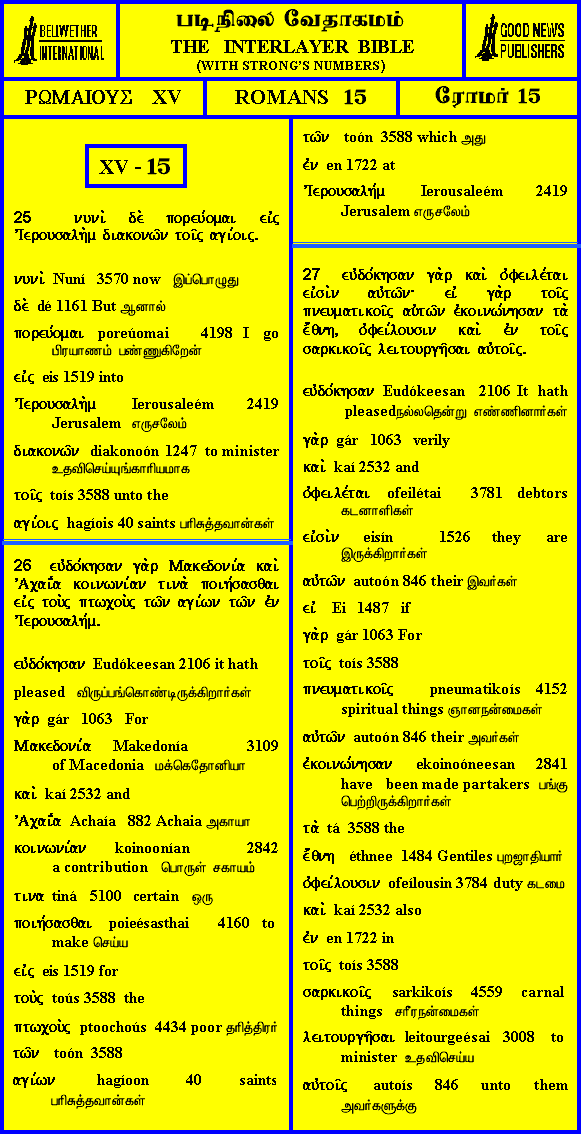 BELLWETHER
INTERNATIONAL
படிநிலை வேதாகமம்
THE INTERLAYER BIBLE
(WITH STRONG'S NUMBERS)
GOOD NEWS
PUBLISHERS
ΡΩΜΑΙΟΥΣ XV
ROMANS 15
ரோமர் 15
XV - 15
25 νυνὶ δὲ πορεύομαι εἰς
Ἰερουσαλὴμ διακονῶν τοῖς αγίοις.
νυνὶ Nuní 3570 now இப்பொழுது
δὲ dé 1161 But ஆனால்
πορεύομαι poreúomai 4198 I go
பிரயாணம் பண்ணுகிறேன்
εἰς eis 1519 into
Ἰερουσαλήμ Ierousaleém 2419
Jerusalem எருசலேம்
διακονῶν diakonoón 1247 to minister
உதவிசெய்யுங்காரியமாக
τοῖς toís 3588 unto the
αγίοις hagíois 40 saints பரிசுத்தவான்கள்
26 εὐδόκησαν γὰρ Μακεδονία καὶ
Ἀχαΐα κοινωνίαν τινὰ ποιήσασθαι
εἰς τοὺς πτωχοὺς τῶν αγίων τῶν ἐν
Ἰερουσαλήμ.
εὐδόκησαν Eudókeesan 2106 it hath
pleased விருப்பங்கொண்டிருக்கிறார்கள்
γὰρ gár 1063 For
Μακεδονία Makedonía 3109
of Macedonia மக்கெதோனியா
καὶ kaí 2532 and
Ἀχαΐα Achaía 882 Achaia அகாயா
κοινωνίαν koinoonían 2842
a contribution பொருள் சகாயம்
τινα tiná 5100 certain ஒரு
ποιήσασθαι poieésasthai 4160 to
make செய்ய
εἰς eis 1519 for
τοὺς toús 3588 the
πτωχοὺς ptoochoús 4434 poor தரித்திரர்
τῶν toón 3588
αγίων hagíoon 40 saints
பரிசுத்தவான்கள்
τῶν toón 3588 which அது
ἐν en 1722 at
Ἰερουσαλήμ Ierousaleém 2419
Jerusalem எருசலேம்
27 εὐδόκησαν γὰρ καὶ ὀφειλέται
εἰσὶν αὐτῶν· εἰ γὰρ τοῖς
πνευματικοῖς αὐτῶν ἐκοινώνησαν τὰ
ἔθνη, ὀφείλουσιν καὶ ἐν τοῖς
σαρκικοῖς λειτουργῆσαι αὐτοῖς.
εὐδόκησαν Eudókeesan 2106 It hath
pleasedநல்லதென்று எண்ணினார்கள்
γὰρ gár 1063 verily
καὶ kaí 2532 and
ὀφειλέται ofeilétai 3781 debtors
கடனாளிகள்
εἰσὶν eisín 1526 they are
இருக்கிறார்கள்
αὐτῶν autoón 846 their இவர்கள்
εἰ Ei 1487 if
γὰρ gár 1063 For
τοῖς toís 3588
πνευματικοῖς pneumatikoís 4152
spiritual things ஞானநன்மைகள்
αὐτῶν autoón 846 their அவர்கள்
ἐκοινώνησαν ekoinoóneesan 2841
have been made partakers பங்கு
பெற்றிருக்கிறார்கள்
τὰ tá 3588 the
ἔθνη éthnee 1484 Gentiles புறஜாதியார்
ὀφείλουσιν ofeílousin 3784 duty கடமை
καὶ kaí 2532 also
ἐν en 1722 in
τοῖς toís 3588
σαρκικοῖς sarkikoís 4559 carnal
things சரீரநன்மைகள்
λειτουργῆσαι leitourgeésai 3008 to
minister உதவிசெய்ய
αὐτοῖς autoís 846 unto them
அவர்களுக்கு